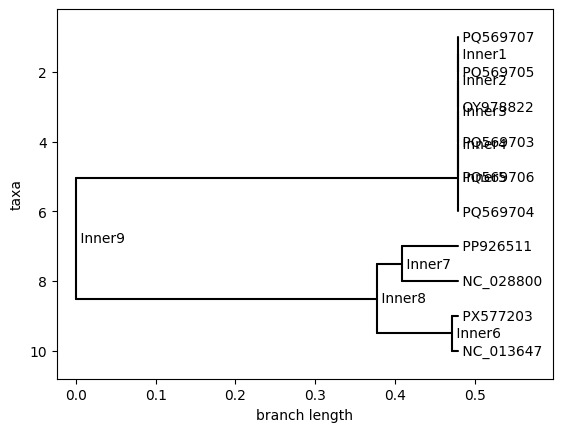 PQ569707
Inner1
PQ569705
2
Inner2
OY978822
Inner3
PQ569703
4
Inner4
PQ569706
Inner5
PQ569704
6
Inner9
PP926511
Inner7
NC_028800
8
Inner8
PX577203
Inner6
NC_013647
10
taxa
0.0 0.1 0.2 0.3 0.4 0.5
branch length